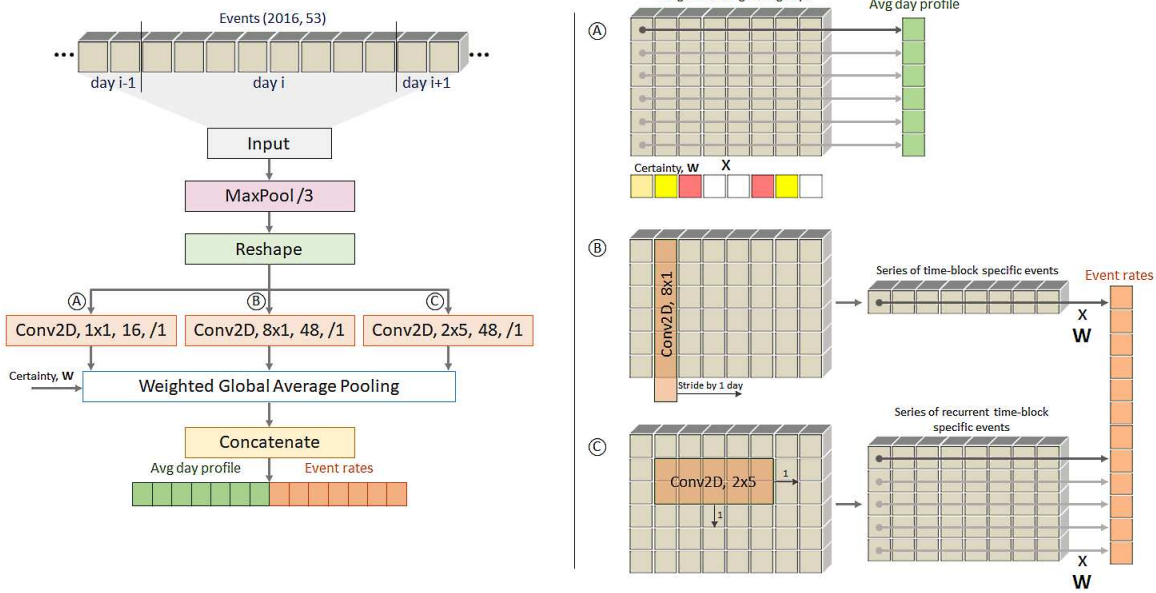 Events (2016, 53)
day i-1
day i
day i+1
Input
MaxPool /3
Reshape
A
B
C
Conv2D, 1x1, 16, /1
Conv2D, 8x1, 48, /1
Conv2D, 2x5, 48, /1
Certainty, W
Weighted Global Average Pooling
Concatenate
Avg day profile
Event rates
A
Avg day profile
Certainty, W
X
B
Conv2D, 8x1
Stride by 1 day
Series of time-block specific events
Event rates
X
W
C
Conv2D, 2x5
1
1
Series of recurrent time-block
specific events
X
W